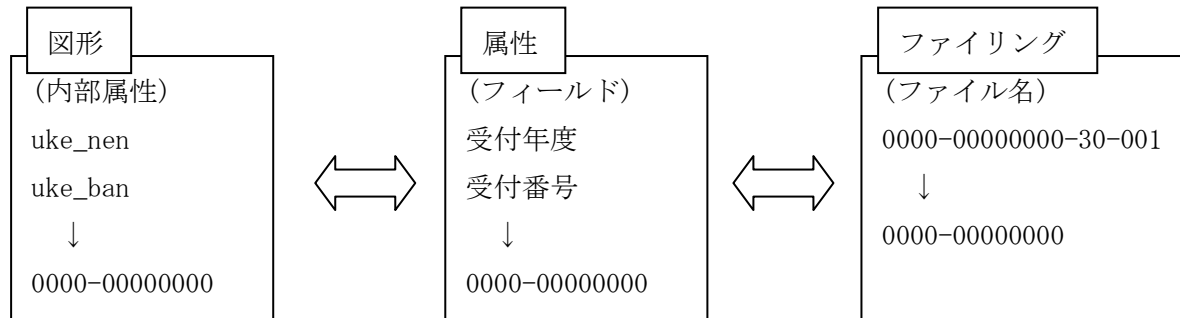 図形
(内部属性)
uke_nen
uke_ban
↓
0000-00000000
属性
(フィールド)
受付年度
受付番号
↓
0000-00000000
ファイリング
(ファイル名)
0000-00000000-30-001
↓
0000-00000000